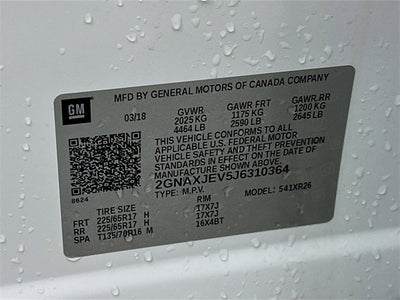 MFD BY GENERAL MOTORS OF CANADA COMPANY
GM
03/18
GVWR GAWR FRT GAWR RR
2025 KG 1175 KG 1200 KG
4464 LB 2590 LB 2645 LB
THIS VEHICLE CONFORMS TO ALL
APPLICABLE U.S. FEDERAL MOTOR
VEHICLE SAFETY AND THEFT PREVENTION
STANDARDS IN EFFECT ON THE DATE OF
MANUFACTURE SHOWN ABOVE.
2GNAXJEV5J6310364
8624
TYPE: M.P.V. MODEL: 541XR26
TIRE SIZE RIM
FRT 225/65R17 H 17X7J
RR 225/65R17 H 17X7J
SPA T135/70R16 M 16X4BT